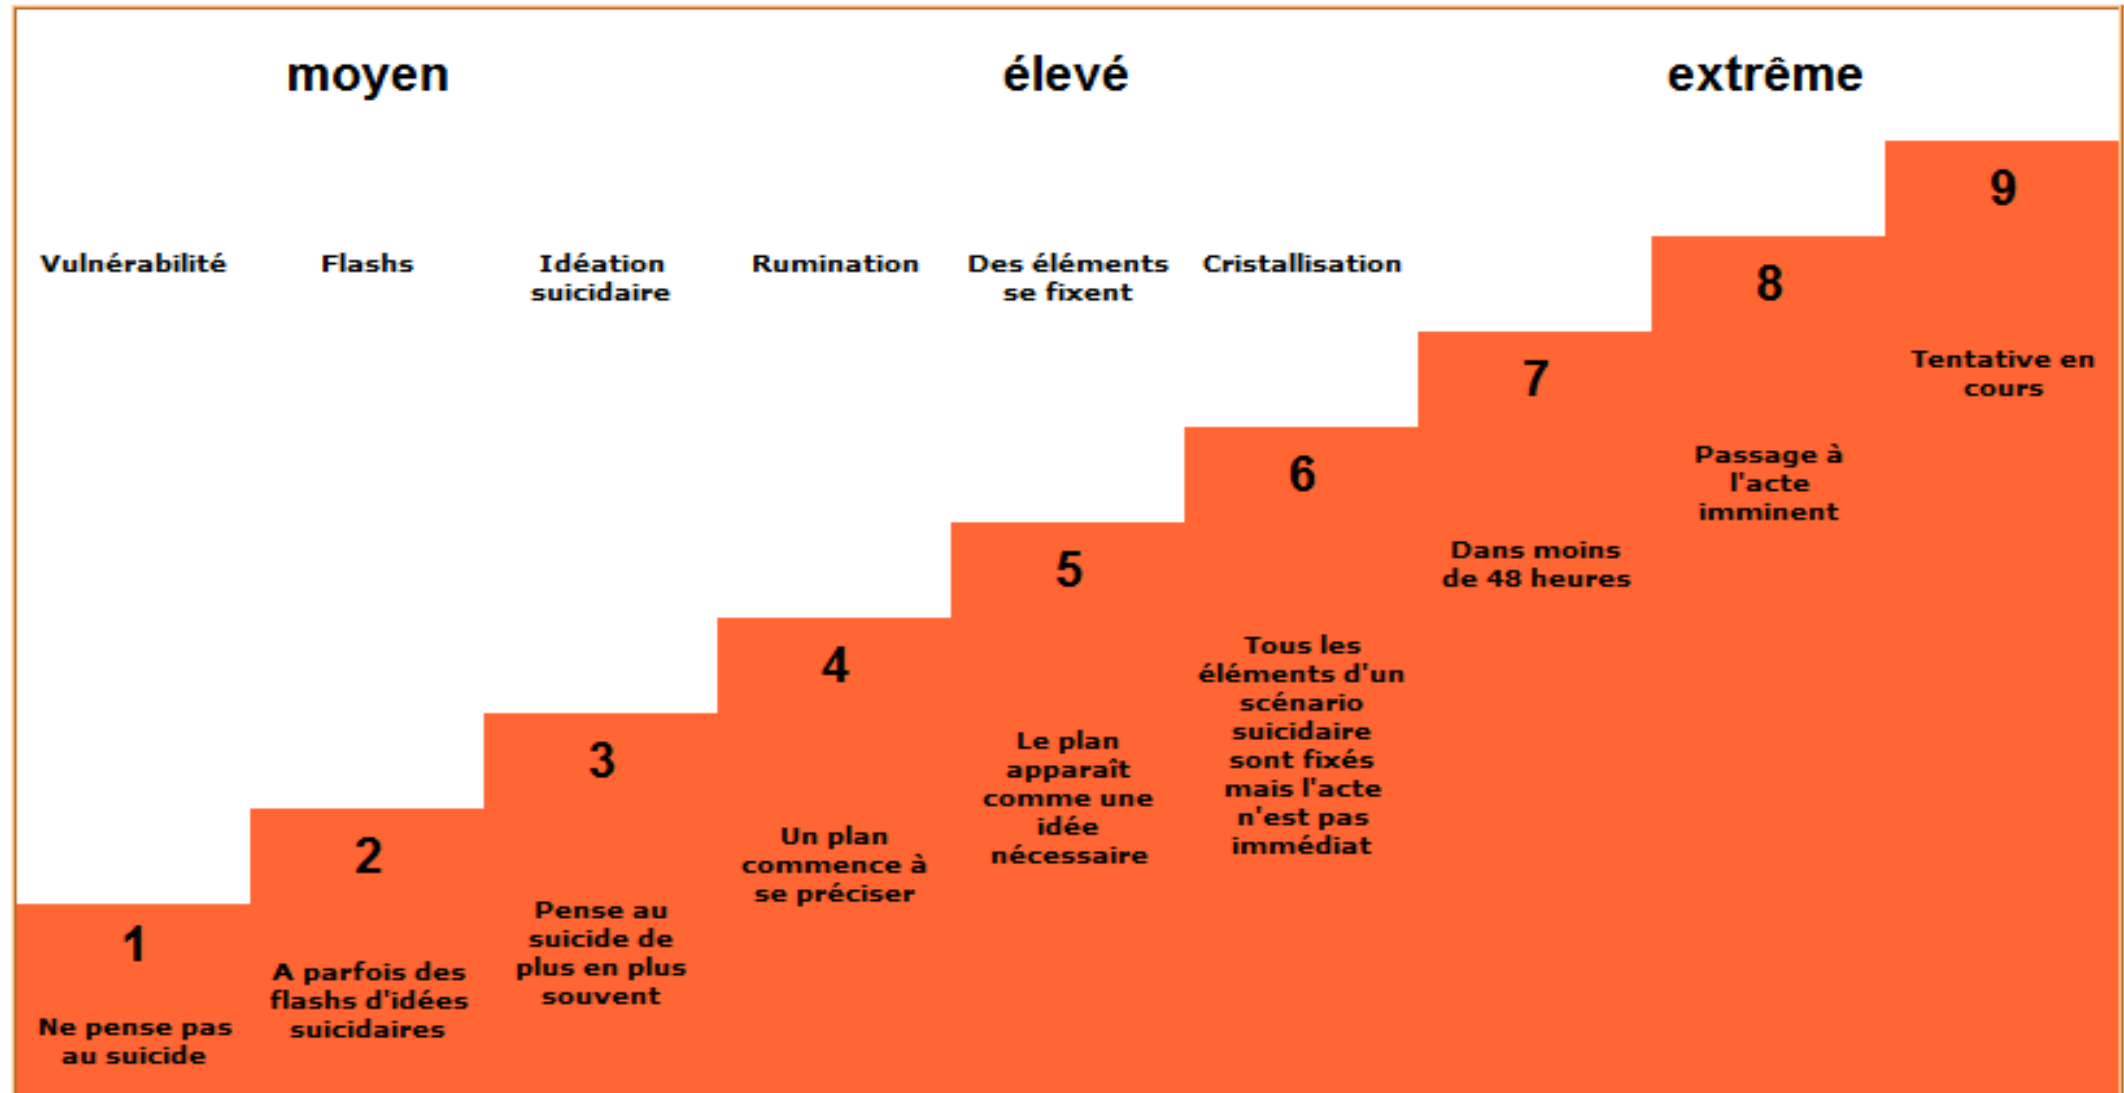 moyen
élevé
extrême
Vulnérabilité
Flashs
Idéation
suicidaire
Rumination
Des éléments
se fixent
Cristallisation
1
Ne pense pas
au suicide
2
A parfois des
flashs d'idées
suicidaires
3
Pense au
suicide de
plus en plus
souvent
4
Un plan
commence à
se préciser
5
Le plan
apparaît
comme une
idée
nécessaire
6
Tous les
éléments d'un
scénario
suicidaire
sont fixés
mais l'acte
n'est pas
immédiat
7
Dans moins
de 48 heures
8
Passage à
l'acte
imminent
9
Tentative en
cours